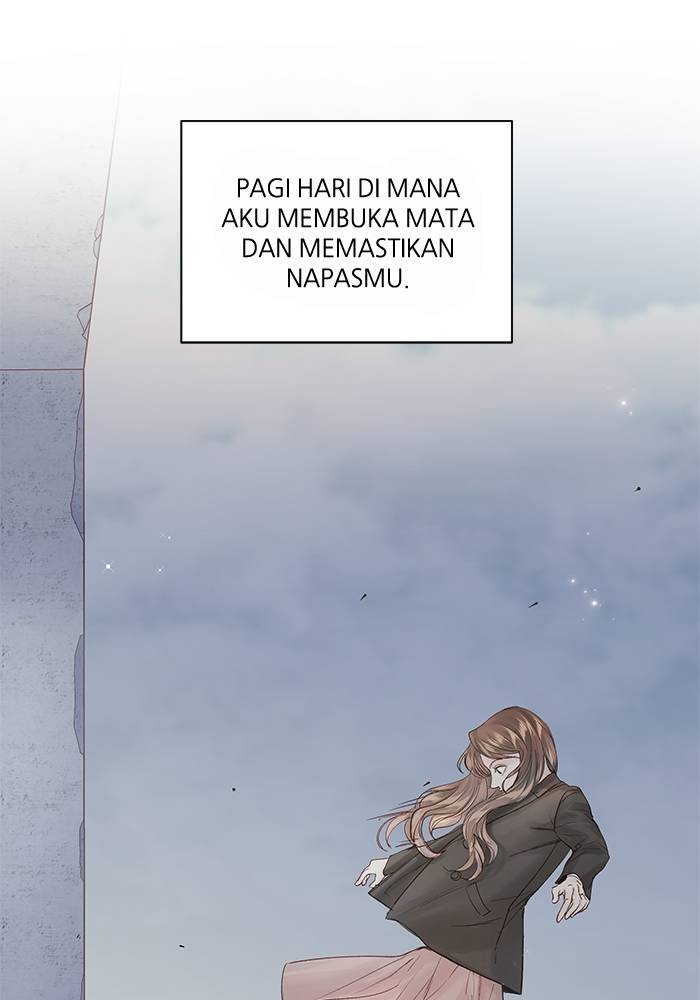 PAGI HARI DI MANA
AKU MEMBUKA MATA
DAN MEMASTIKAN
NAPASMU.